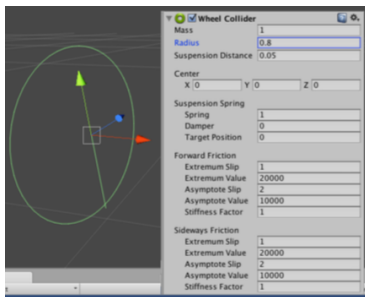 Wheel Collider
Mass 1
Radius 0.8
Suspension Distance 0.05
Center
X 0 Y 0 Z 0
Suspension Spring
Spring 1
Damper 0
Target Position 0
Forward Friction
Extremum Slip 1
Extremum Value 20000
Asymptote Slip 2
Asymptote Value 10000
Stiffness Factor 1
Sideways Friction
Extremum Slip 1
Extremum Value 20000
Asymptote Slip 2
Asymptote Value 10000
Stiffness Factor 1